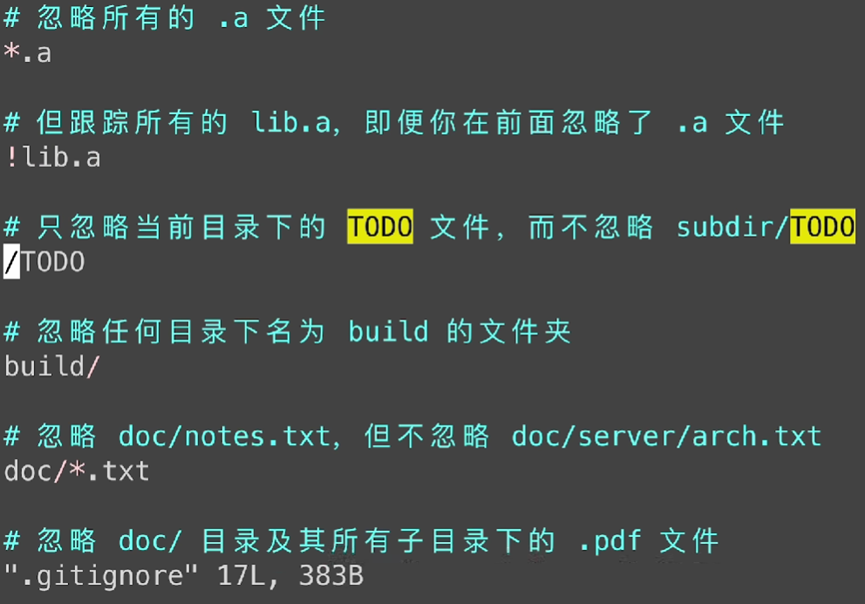 # 忽略所有的 .a 文件
*.a
# 但跟踪所有的 lib.a，即便你在前面忽略了 .a 文件
!lib.a
# 只忽略当前目录下的 TODO 文件，而不忽略 subdir/TODO
/TODO
# 忽略任何目录下名为 build 的文件夹
build/
# 忽略 doc/notes.txt，但不忽略 doc/server/arch.txt
doc/*.txt
# 忽略 doc/ 目录及其所有子目录下的 .pdf 文件
".gitignore" 17L, 383B